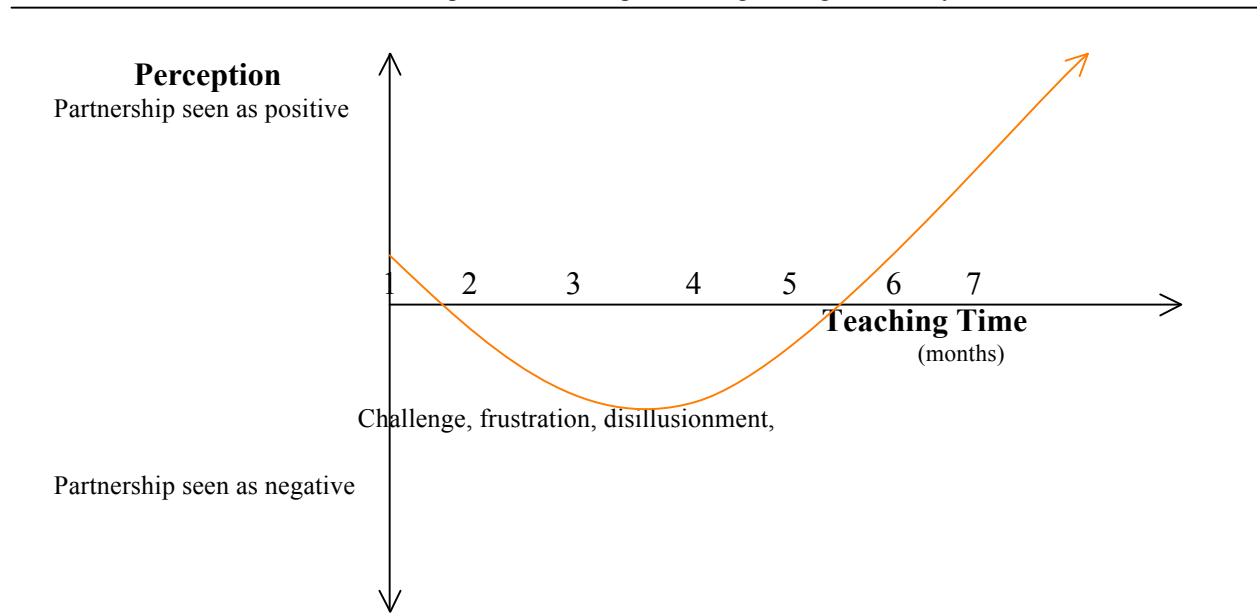 Perception
Partnership seen as positive
1 2 3 4 5 6 7
Teaching Time
(months)
Challenge, frustration, disillusionment,
Partnership seen as negative